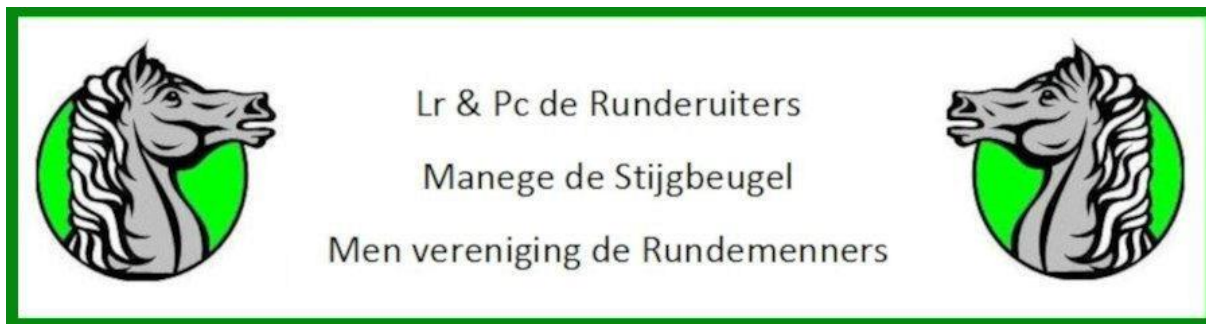 Lr & Pc de Runderuiters
Manege de Stijgbeugel
Men vereniging de Rundemenners